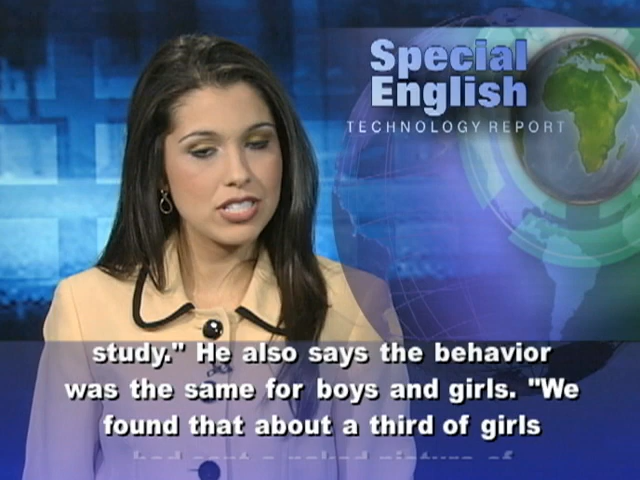 Special
English
TECHNOLOGY REPORT
study." He also says the behavior
was the same for boys and girls. "We
found that about a third of girls